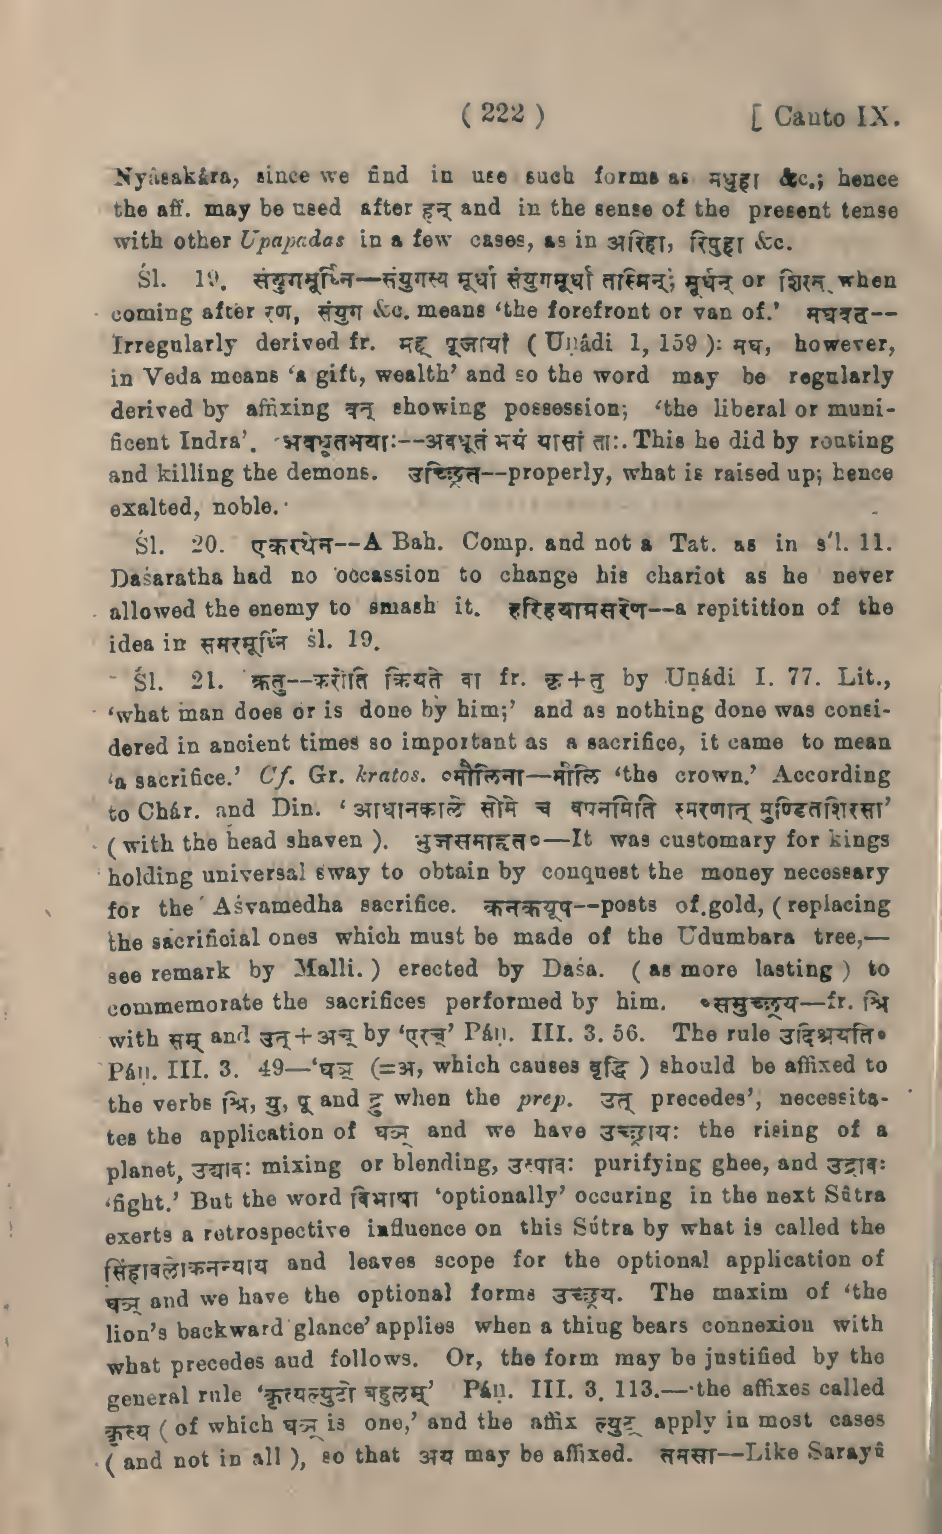 ( 222 ) [ Canto IX.
Nyâsakára, since we find in use such forms as मधुहा &c.; hence
the aff. may be used after हन् and in the sense of the present tense
with other Upapadas in a few cases, as in अरिहा, रिपुहा &c.
Śl. 19. संयुगमूर्ध्नि—संयुगस्य मूर्धा संयुगमूर्धा तस्मिन्; मूर्धन् or शिरस् when
coming after रण, संयुग &c. means ‘the forefront or van of.’ मघवत--
Irregularly derived fr. मह् पूजायां ( Uṇádi 1, 159 ): मघ, however,
in Veda means ‘a gift, wealth’ and so the word may be regularly
derived by affixing वन् showing possession; ‘the liberal or muni-
ficent Indra’. अवधूतभयाः--अवधूतं भयं यासां ताः. This he did by routing
and killing the demons. उच्छ्रित--properly, what is raised up; hence
exalted, noble.
Śl. 20. एकरथेन--A Bah. Comp. and not a Tat. as in s'l. 11.
Daśaratha had no occassion to change his chariot as he never
allowed the enemy to smash it. हरिहयाग्रसरेण--a repitition of the
idea in समरमूर्ध्नि śl. 19.
Śl. 21. क्रतु--करोति क्रियते वा fr. कृ+तु by Uṇádi I. 77. Lit.,
‘what man does or is done by him;’ and as nothing done was consi-
dered in ancient times so important as a sacrifice, it came to mean
‘a sacrifice.’ Cf. Gr. kratos. ०मौलिना—मौलि ‘the crown.’ According
to Chár. and Din. ‘आधानकाले सोमे च वपनमिति स्मरणान् मुण्डितशिरसा’
( with the head shaven ). भुजसमाहृत०—It was customary for kings
holding universal sway to obtain by conquest the money necessary
for the Aśvamedha sacrifice. कनकयूप--posts of gold, ( replacing
the sacrificial ones which must be made of the Udumbara tree,—
see remark by Malli. ) erected by Daśa. ( as more lasting ) to
commemorate the sacrifices performed by him. ०समुच्छ्रय—fr. श्रि
with सम् and उत्+अच् by ‘एरच्’ Páṇ. III. 3. 56. The rule उदिश्रयति०
Páṇ. III. 3. 49—‘घञ् (=अ, which causes वृद्धि ) should be affixed to
the verbs श्रि, यु, पू and द्रु when the prep. उत् precedes’, necessita-
tes the application of घञ् and we have उच्छ्रायः the rising of a
planet, उद्यावः mixing or blending, उत्पावः purifying ghee, and उद्रावः
‘fight.’ But the word विभाषा ‘optionally’ occuring in the next Sûtra
exerts a retrospective influence on this Sútra by what is called the
सिंहावलोकनन्याय and leaves scope for the optional application of
घञ् and we have the optional forms उच्छ्रय. The maxim of ‘the
lion’s backward glance’ applies when a thing bears connexion with
what precedes and follows. Or, the form may be justified by the
general rule ‘कृत्यल्युटो बहुलम्’ Páṇ. III. 3. 113.—‘the affixes called
कृत्य ( of which घञ् is one,’ and the affix ल्युट् apply in most cases
( and not in all ), so that अय may be affixed. तमसा--Like Sarayû